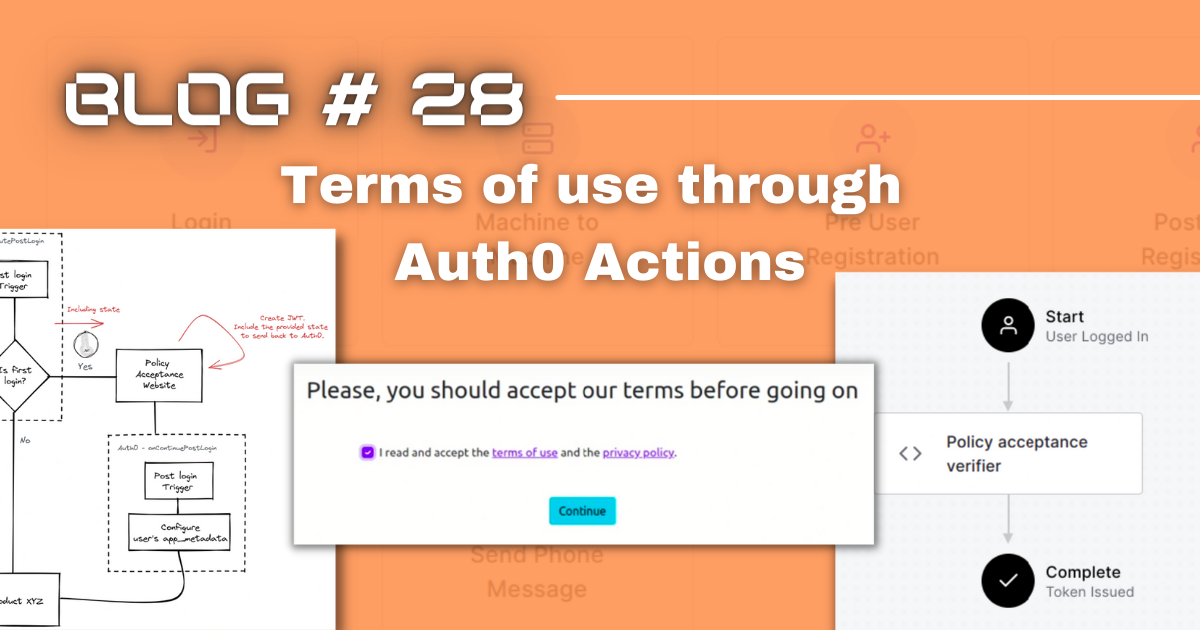 BLOG # 28
Terms of use through
Auth0 Actions
Login
Machine to
Pre User
Registration
Post
Regis
Send Phone
Message
utePostLogin
st login
Trigger
Including state
Create JWT.
Include the provided state
to send back to Auth0.
Is first
login?
Yes
Policy
Acceptance
Website
No
Auth0 - onContinuePostLogin
Post login
Trigger
Configure
user's app_metadata
oduct XYZ
Please, you should accept our terms before going on
I read and accept the terms of use and the privacy policy.
Continue
Start
User Logged In
Policy acceptance
verifier
Complete
Token Issued